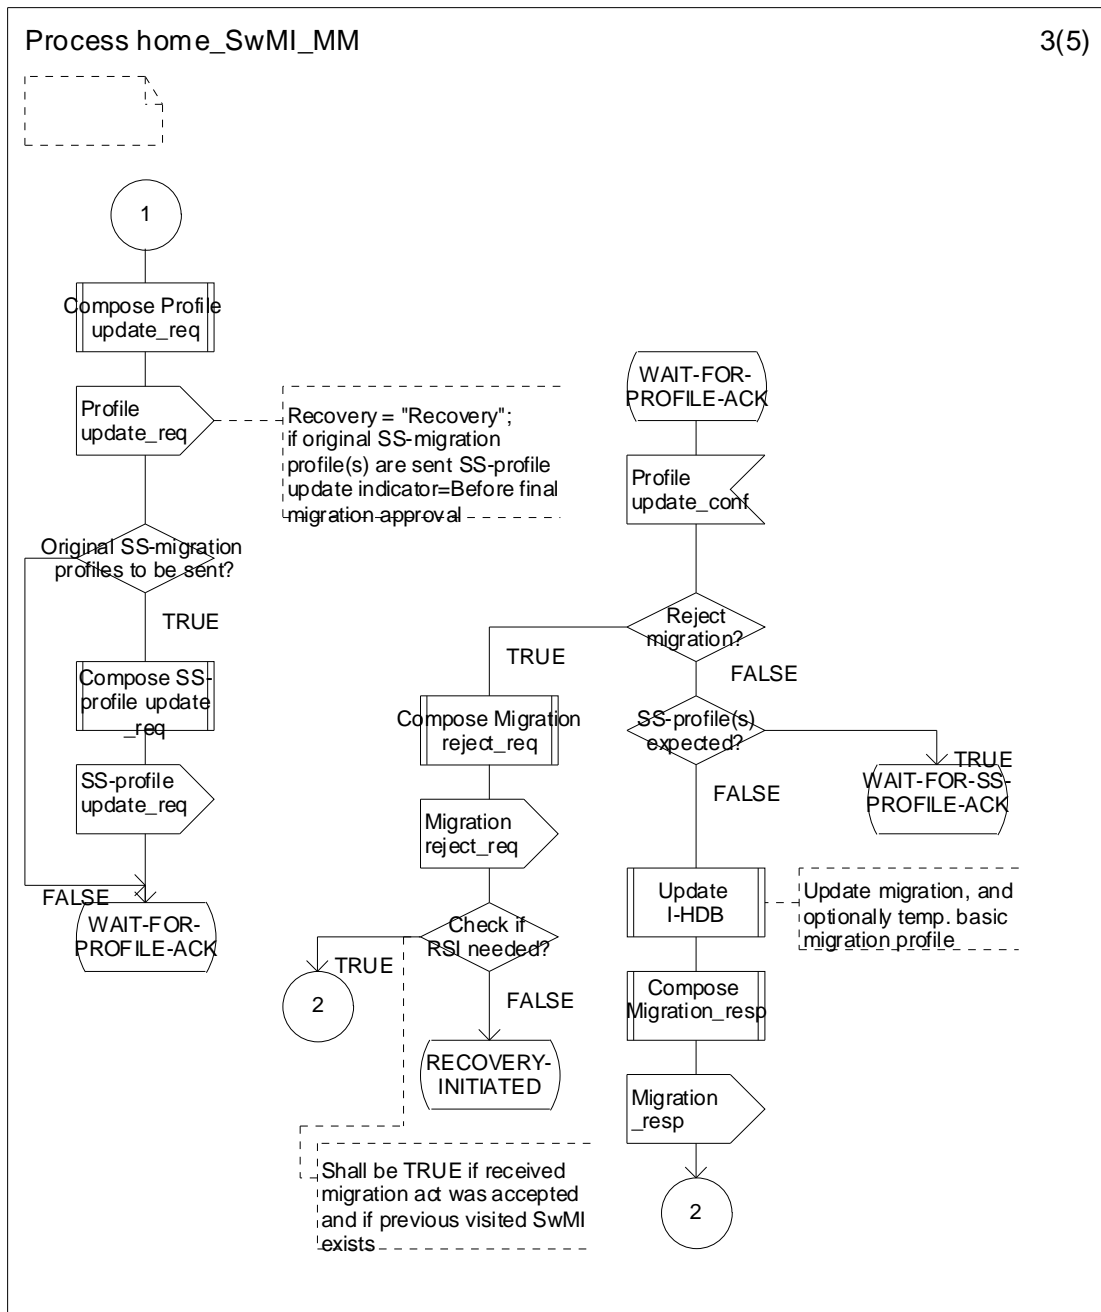 Process home_SwMI_MM
3(5)
1
Compose Profile
update_req
Profile
update_req
Recovery = "Recovery";
if original SS-migration
profile(s) are sent SS-profile
update indicator=Before final
migration approval
Original SS-migration
profiles to be sent?
TRUE
Compose SS-
profile update
_req
SS-profile
update_req
FALSE
WAIT-FOR-
PROFILE-ACK
WAIT-FOR-
PROFILE-ACK
Profile
update_conf
Reject
migration?
TRUE
FALSE
Compose Migration
reject_req
Migration
reject_req
Check if
RSI needed?
TRUE
2
FALSE
RECOVERY-
INITIATED
Shall be TRUE if received
migration act was accepted
and if previous visited SwMI
exists
SS-profile(s)
expected?
TRUE
WAIT-FOR-SS-
PROFILE-ACK
FALSE
Update
I-HDB
Update migration, and
optionally temp. basic
migration profile
Compose
Migration_resp
Migration
_resp
2